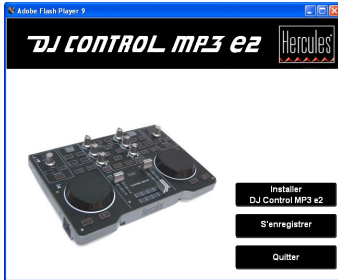 Adobe Flash Player 9
DJ CONTROL MP3 e2
Hercules
Installer
DJ Control MP3 e2
S'enregistrer
Quitter